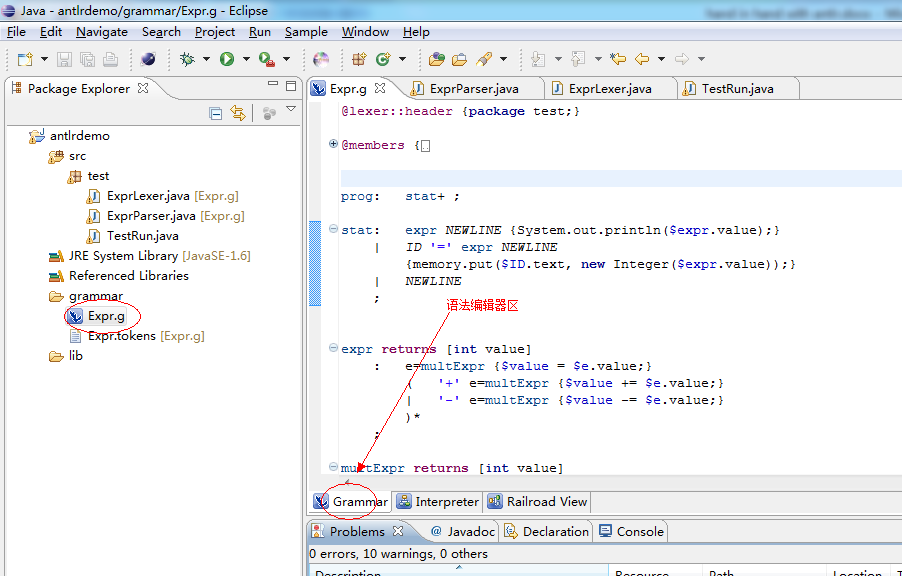 Java - antlrdemo/grammar/Expr.g - Eclipse
File Edit Navigate Search Project Run Sample Window Help
Package Explorer
antlrdemo
src
test
ExprLexer.java [Expr.g]
ExprParser.java [Expr.g]
TestRun.java
JRE System Library [JavaSE-1.6]
Referenced Libraries
grammar
Expr.g
Expr.tokens [Expr.g]
lib
Expr.g ExprParser.java ExprLexer.java TestRun.java
@lexer::header {package test;}
@members {
prog: stat+ ;
stat: expr NEWLINE {System.out.println($expr.value);}
| ID '=' expr NEWLINE
{memory.put($ID.text, new Integer($expr.value));}
| NEWLINE
;
语法编辑器区
expr returns [int value]
: e=multExpr {$value = $e.value;}
( '+' e=multExpr {$value += $e.value;}
| '-' e=multExpr {$value -= $e.value;}
)*
;
multExpr returns [int value]
Grammar Interpreter Railroad View
Problems @ Javadoc Declaration Console
0 errors, 10 warnings, 0 others
Description Resource Path Location